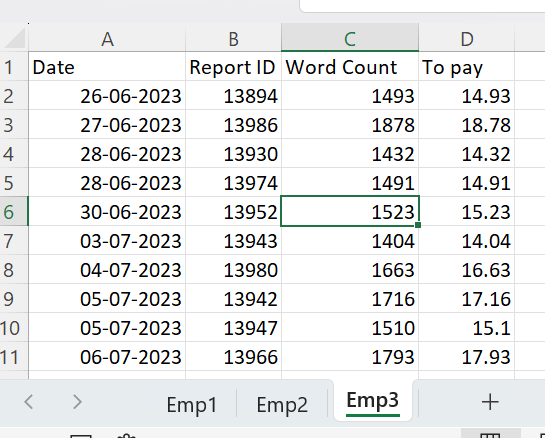 A B C D
1 Date Report ID Word Count To pay
2 26-06-2023 13894 1493 14.93
3 27-06-2023 13986 1878 18.78
4 28-06-2023 13930 1432 14.32
5 28-06-2023 13974 1491 14.91
6 30-06-2023 13952 1523 15.23
7 03-07-2023 13943 1404 14.04
8 04-07-2023 13980 1663 16.63
9 05-07-2023 13942 1716 17.16
10 05-07-2023 13947 1510 15.1
11 06-07-2023 13966 1793 17.93
Emp1 Emp2 Emp3